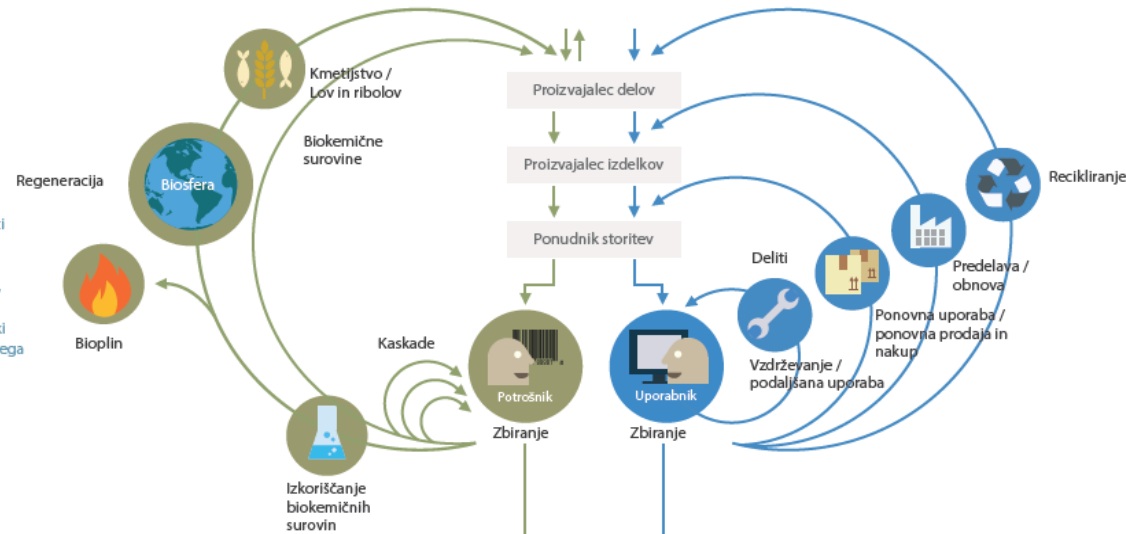 Kmetijstvo /
Lov in ribolov
Biokemične
surovine
Regeneracija
Biosfera
Bioplin
Kaskade
Izkoriščanje
biokemičnih
surovin
Proizvajalec delov
Proizvajalec izdelkov
Ponudnik storitev
Potrošnik
Zbiranje
Uporabnik
Zbiranje
Deliti
Vzdrževanje /
podaljšana uporaba
Ponovna uporaba /
ponovna prodaja in
nakup
Predelava /
obnova
Recikliranje